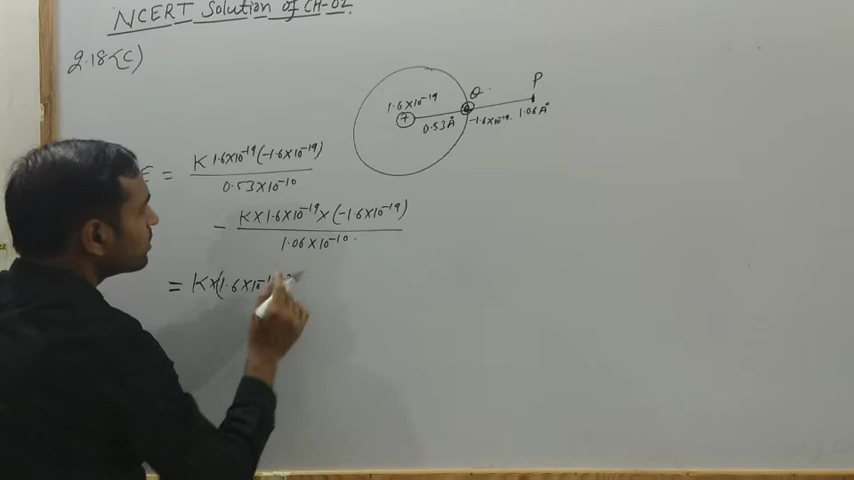 NCERT Solution of CH-02.
2.18<(C)
P
1.6×10⁻¹⁹
+
0.53Å
-1.6×10⁻¹⁹.
1.06Å
E = K 1.6×10⁻¹⁹(-1.6×10⁻¹⁹) / 0.53×10⁻¹⁰
- K×1.6×10⁻¹⁹×(-1.6×10⁻¹⁹) / 1.06×10⁻¹⁰.
= K×(1.6×10